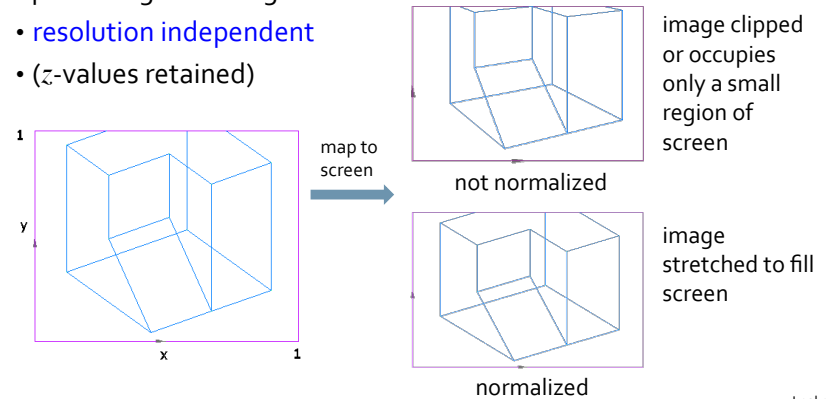 • resolution independent
• (z-values retained)
image clipped
or occupies
only a small
region of
screen
not normalized
1
map to
screen
y
x
1
image
stretched to fill
screen
normalized